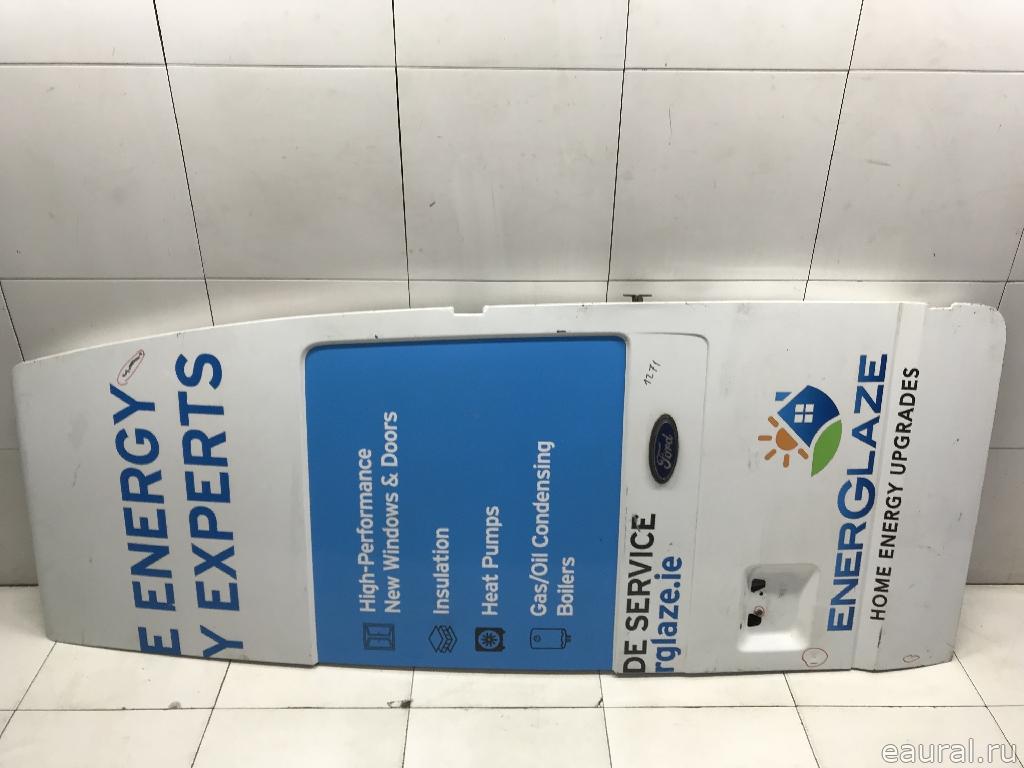 E ENERGY
Y EXPERTS
High-Performance
New Windows & Doors
Insulation
Heat Pumps
Gas/Oil Condensing
Boilers
DE SERVICE
rglaze.ie
1271
Ford
ENERGLAZE
HOME ENERGY UPGRADES
eaural.ru